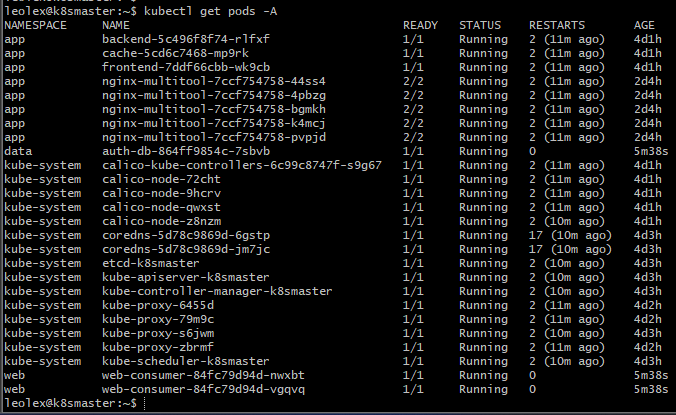 leolex@k8smaster:~$ kubectl get pods -A
NAMESPACE NAME READY STATUS RESTARTS AGE
app backend-5c496f8f74-rlfxf 1/1 Running 2 (11m ago) 4d1h
app cache-5cd6c7468-mp9rk 1/1 Running 2 (11m ago) 4d1h
app frontend-7ddf66cbb-wk9cb 1/1 Running 2 (11m ago) 4d1h
app nginx-multitool-7ccf754758-44ss4 2/2 Running 2 (11m ago) 2d4h
app nginx-multitool-7ccf754758-4pbzg 2/2 Running 2 (11m ago) 2d4h
app nginx-multitool-7ccf754758-bgmkh 2/2 Running 2 (11m ago) 2d4h
app nginx-multitool-7ccf754758-k4mcj 2/2 Running 2 (11m ago) 2d4h
app nginx-multitool-7ccf754758-pvpjd 2/2 Running 2 (11m ago) 2d4h
data auth-db-864ff9854c-7sbvb 1/1 Running 0 5m38s
kube-system calico-kube-controllers-6c99c8747f-s9g67 1/1 Running 2 (11m ago) 4d1h
kube-system calico-node-72cht 1/1 Running 2 (11m ago) 4d1h
kube-system calico-node-9hcrv 1/1 Running 2 (11m ago) 4d1h
kube-system calico-node-qwxst 1/1 Running 2 (11m ago) 4d1h
kube-system calico-node-z8nzm 1/1 Running 2 (10m ago) 4d1h
kube-system coredns-5d78c9869d-6gstp 1/1 Running 17 (10m ago) 4d3h
kube-system coredns-5d78c9869d-jm7jc 1/1 Running 17 (10m ago) 4d3h
kube-system etcd-k8smaster 1/1 Running 2 (10m ago) 4d3h
kube-system kube-apiserver-k8smaster 1/1 Running 2 (10m ago) 4d3h
kube-system kube-controller-manager-k8smaster 1/1 Running 2 (10m ago) 4d3h
kube-system kube-proxy-6455d 1/1 Running 2 (11m ago) 4d2h
kube-system kube-proxy-79m9c 1/1 Running 2 (11m ago) 4d2h
kube-system kube-proxy-s6jwm 1/1 Running 2 (10m ago) 4d3h
kube-system kube-proxy-zbrmf 1/1 Running 2 (11m ago) 4d2h
kube-system kube-scheduler-k8smaster 1/1 Running 2 (10m ago) 4d3h
web web-consumer-84fc79d94d-nwxbt 1/1 Running 0 5m38s
web web-consumer-84fc79d94d-vgqvq 1/1 Running 0 5m38s
leolex@k8smaster:~$